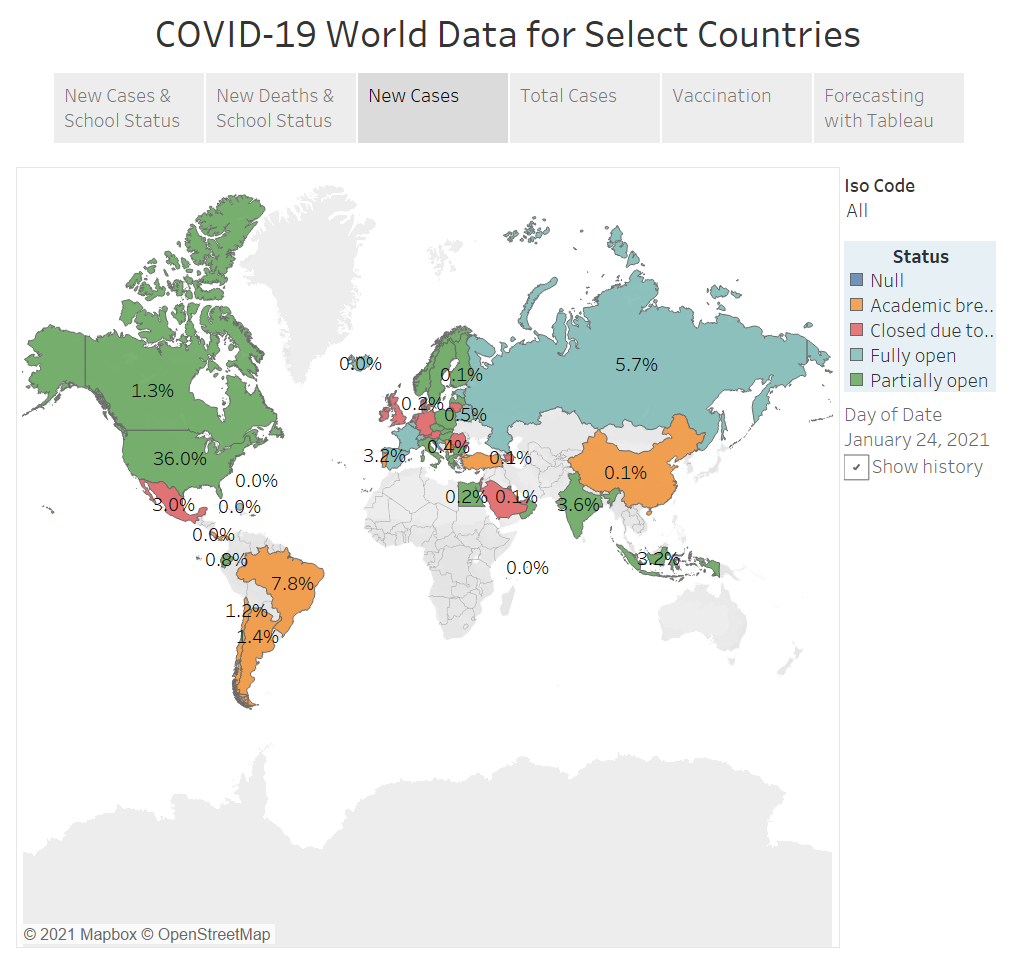 COVID-19 World Data for Select Countries
New Cases &
School Status
New Deaths &
School Status
New Cases
Total Cases
Vaccination
Forecasting
with Tableau
Iso Code
All
Status
Null
Academic bre..
Closed due to..
Fully open
Partially open
Day of Date
January 24, 2021
Show history
0.0%
5.7%
0.1%
1.3%
0.2%
0.5%
0.4%
3.2%
0.1%
36.0%
0.1%
0.0%
3.0%
0.0%
0.2%
0.1%
3.6%
0.0%
0.8%
3.2%
0.0%
7.8%
1.2%
1.4%
© 2021 Mapbox © OpenStreetMap